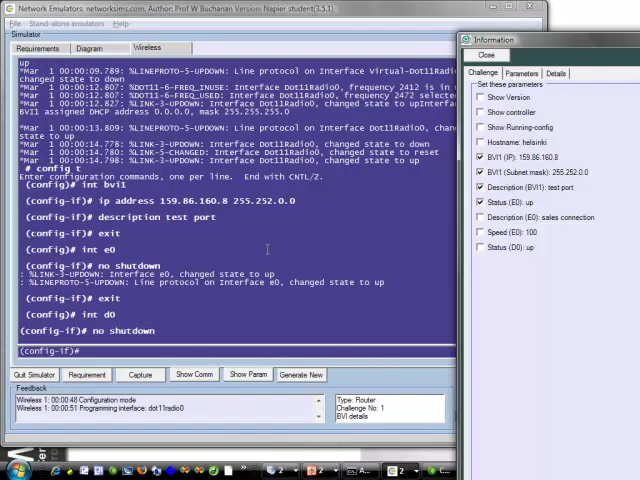 Network Emulators: networksims.com. Author: Prof W Buchanan Version: Napier student(3.5.1)
File Stand-alone emulators Help
Simulator
Requirements Diagram Wireless
up
*Mar 1 00:00:09.789: %LINEPROTO-5-UPDOWN: Line protocol on Interface Virtual-Dot11Radio
changed state to down
*Mar 1 00:00:12.807: %DOT11-6-FREQ_INUSE: Interface Dot11Radio0, frequency 2412 is in u
*Mar 1 00:00:12.807: %DOT11-6-FREQ_USED: Interface Dot11Radio0, frequency 2472 selected
*Mar 1 00:00:12.827: %LINK-3-UPDOWN: Interface Dot11Radio0, changed state to upInterfac
BVI1 assigned DHCP address 0.0.0.0, mask 255.255.255.0
*Mar 1 00:00:13.809: %LINEPROTO-5-UPDOWN: Line protocol on Interface Dot11Radio0, chang
state to up
*Mar 1 00:00:14.778: %LINK-3-UPDOWN: Interface Dot11Radio0, changed state to down
*Mar 1 00:00:14.780: %LINK-5-CHANGED: Interface Dot11Radio0, changed state to reset
*Mar 1 00:00:14.798: %LINK-3-UPDOWN: Interface Dot11Radio0, changed state to up
# config t
Enter configuration commands, one per line. End with CNTL/Z.
(config)# int bvi1
(config-if)# ip address 159.86.160.8 255.252.0.0
(config-if)# description test port
(config-if)# exit
(config)# int e0
(config-if)# no shutdown
: %LINK-3-UPDOWN: Interface e0, changed state to up
: %LINEPROTO-5-UPDOWN: Line protocol on Interface e0, changed state to up
(config-if)# exit
(config)# int d0
(config-if)# no shutdown
(config-if)#
Quit Simulator Requirement Capture Show Comm Show Param Generate New
Feedback
Wireless 1: 00:00:48 Configuration mode
Wireless 1: 00:00:51 Programming interface: dot11radio0
Type: Router
Challenge No: 1
BVI details
Information
Close
Challenge Parameters Details
Set these parameters
Show Version
Show controller
Show Running-config
Hostname: helsinki
BVI1 (IP): 159.86.160.8
BVI1 (Subnet mask): 255.252.0.0
Description (BVI1): test port
Status (E0): up
Description (E0): sales connection
Speed (E0): 100
Status (D0): up
2
2
A...
2
C...